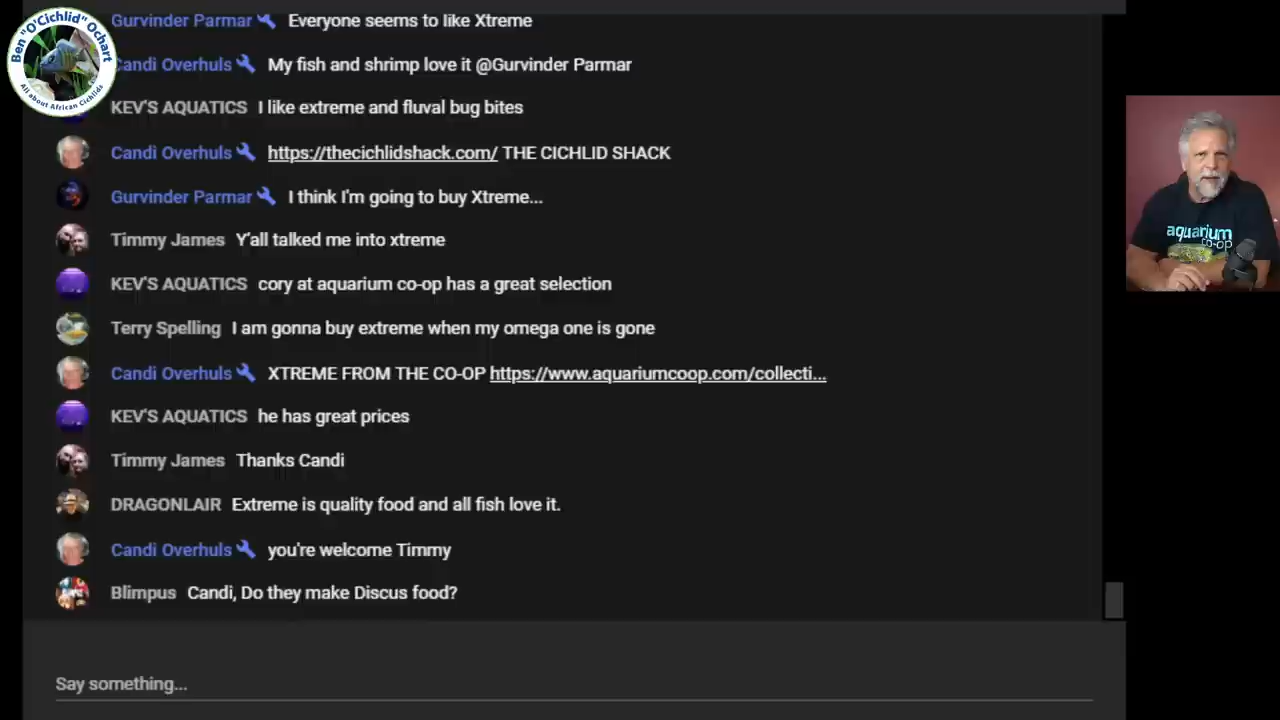 Ben "O'Cichlid" Ochart
All about African Cichlids
Gurvinder Parmar Everyone seems to like Xtreme
Candi Overhuls My fish and shrimp love it @Gurvinder Parmar
KEV'S AQUATICS I like extreme and fluval bug bites
Candi Overhuls https://thecichlidshack.com/ THE CICHLID SHACK
Gurvinder Parmar I think I'm going to buy Xtreme...
Timmy James Y'all talked me into xtreme
KEV'S AQUATICS cory at aquarium co-op has a great selection
Terry Spelling I am gonna buy extreme when my omega one is gone
Candi Overhuls XTREME FROM THE CO-OP https://www.aquariumcoop.com/collecti...
KEV'S AQUATICS he has great prices
Timmy James Thanks Candi
DRAGONLAIR Extreme is quality food and all fish love it.
Candi Overhuls you're welcome Timmy
Blimpus Candi, Do they make Discus food?
Say something...
aquarium
co-op